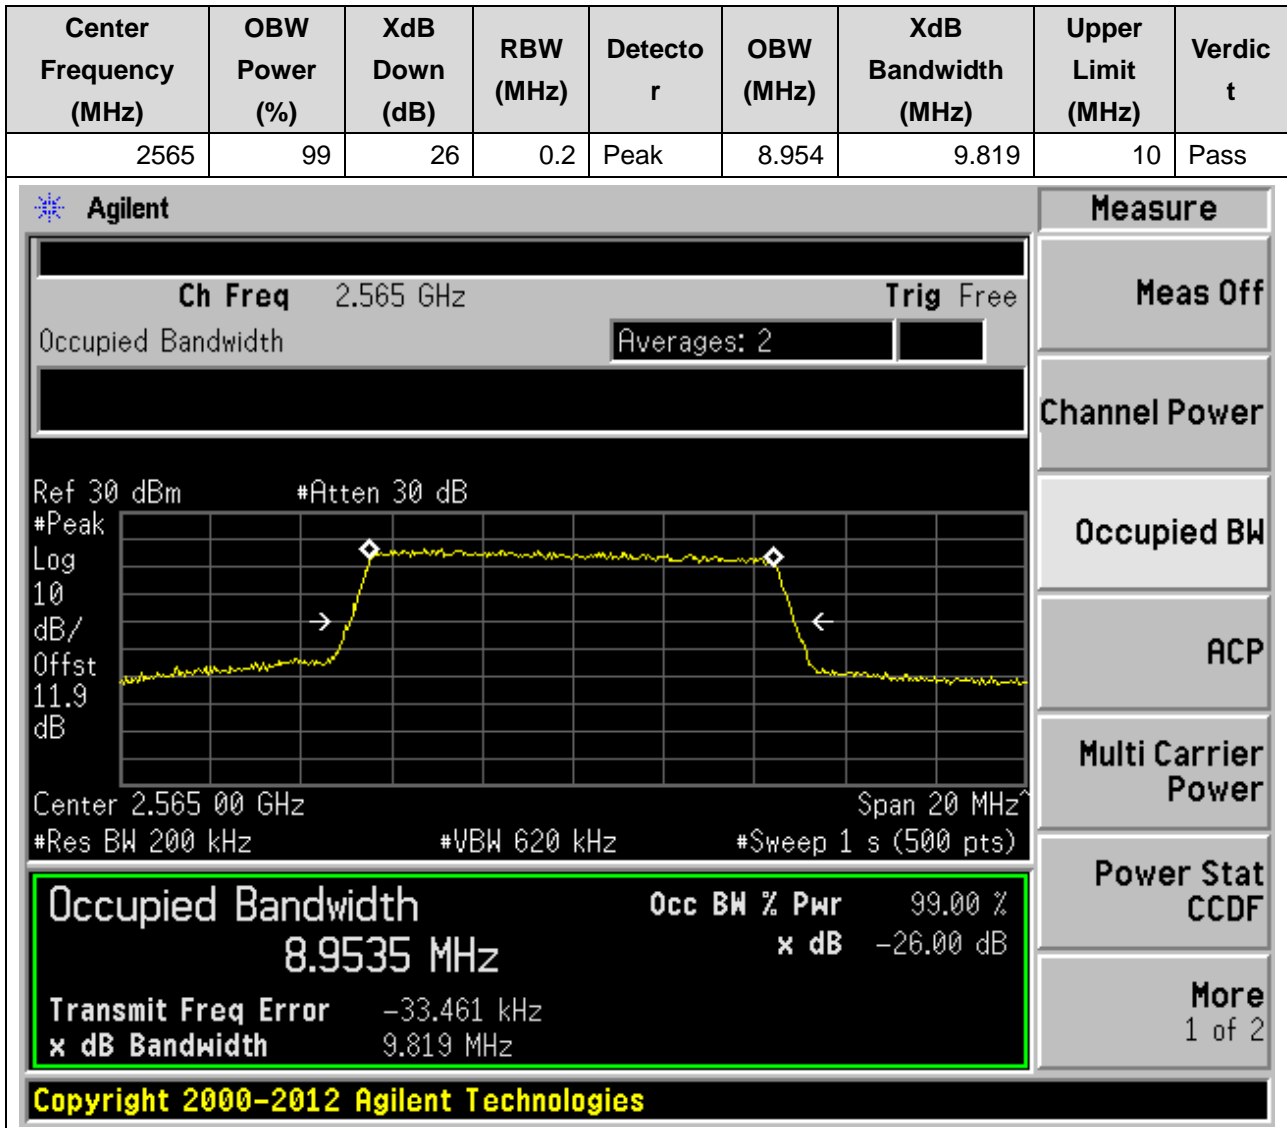 Center Frequency (MHz) OBW Power (%) XdB Down (dB) RBW (MHz) Detecto r OBW (MHz) XdB Bandwidth (MHz) Upper Limit (MHz) Verdic t
2565 99 26 0.2 Peak 8.954 9.819 10 Pass
Agilent
Measure
Ch Freq 2.565 GHz Trig Free
Occupied Bandwidth Averages: 2
Meas Off
Channel Power
Occupied BW
ACP
Multi Carrier
Power
Power Stat
CCDF
More
1 of 2
Ref 30 dBm #Atten 30 dB
#Peak
Log
10
dB/
Offst
11.9
dB
Center 2.565 00 GHz Span 20 MHz^
#Res BW 200 kHz #VBW 620 kHz #Sweep 1 s (500 pts)
Occupied Bandwidth Occ BW % Pwr 99.00 %
8.9535 MHz x dB -26.00 dB
Transmit Freq Error -33.461 kHz
x dB Bandwidth 9.819 MHz
Copyright 2000-2012 Agilent Technologies